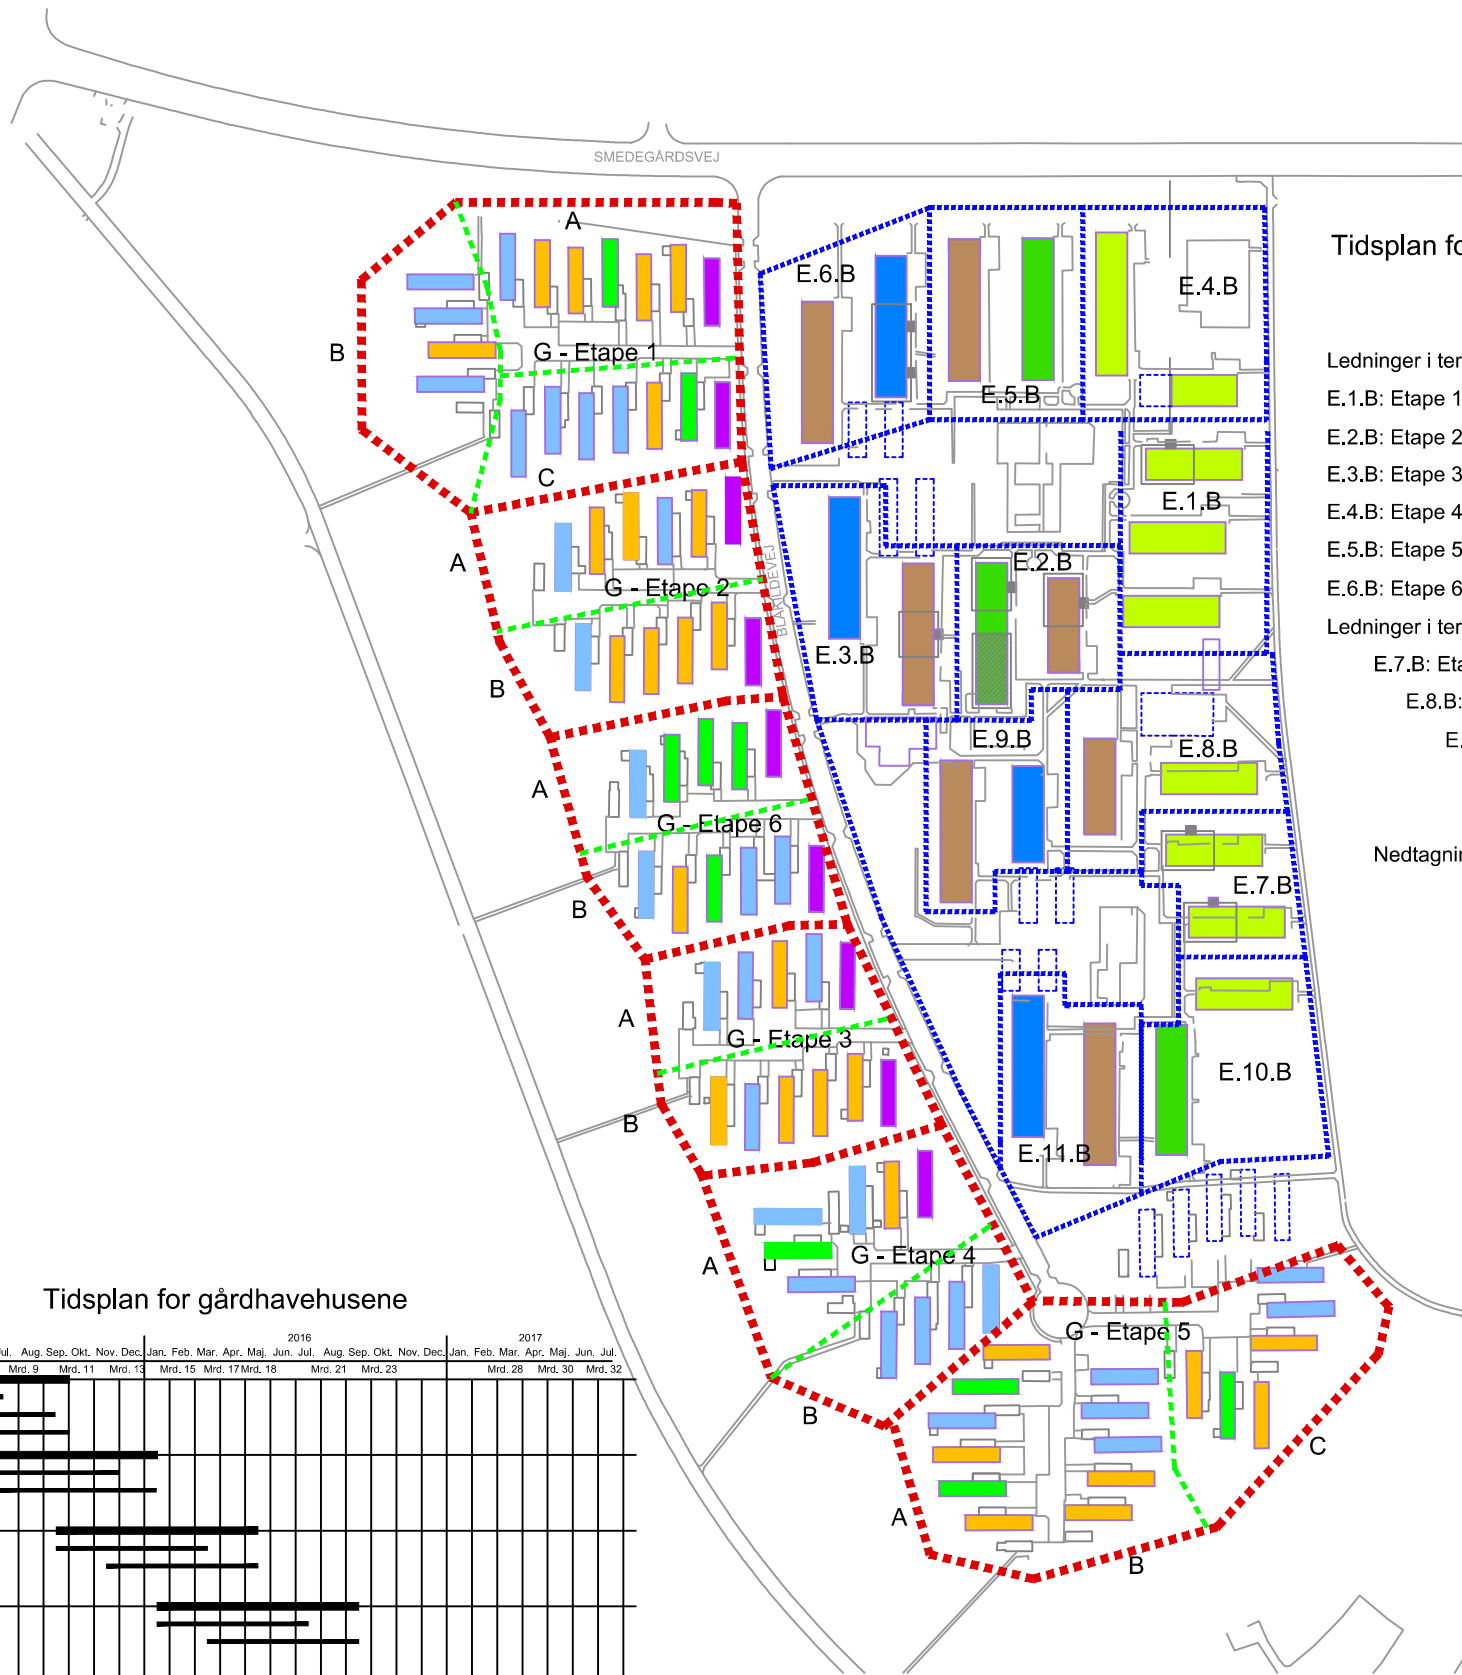 SMEDEGÅRDSVEJ
A
E.6.B
E.4.B
Tidsplan fo
B
G - Etape 1
E.5.B
Ledninger i ter
E.1.B: Etape 1
E.2.B: Etape 2
E.3.B: Etape 3
E.4.B: Etape 4
E.5.B: Etape 5
E.6.B: Etape 6
Ledninger i ter
E.7.B: Eta
E.8.B:
E.
Nedtagnin
C
E.1.B
A
G - Etape 2
BLÅKILDEVEJ
E.2.B
E.3.B
B
E.9.B
E.8.B
A
G - Etape 6
E.7.B
B
A
G - Etape 3
E.10.B
B
E.11.B
A
G - Etape 4
G - Etape 5
B
C
A
B
Tidsplan for gårdhavehusene
2016 2017
Jul. Aug. Sep. Okt. Nov. Dec. Jan. Feb. Mar. Apr. Maj. Jun. Jul. Aug. Sep. Okt. Nov. Dec. Jan. Feb. Mar. Apr. Maj. Jun. Jul.
Mrd. 9 Mrd. 11 Mrd. 13 Mrd. 15 Mrd. 17 Mrd. 18 Mrd. 21 Mrd. 23 Mrd. 28 Mrd. 30 Mrd. 32